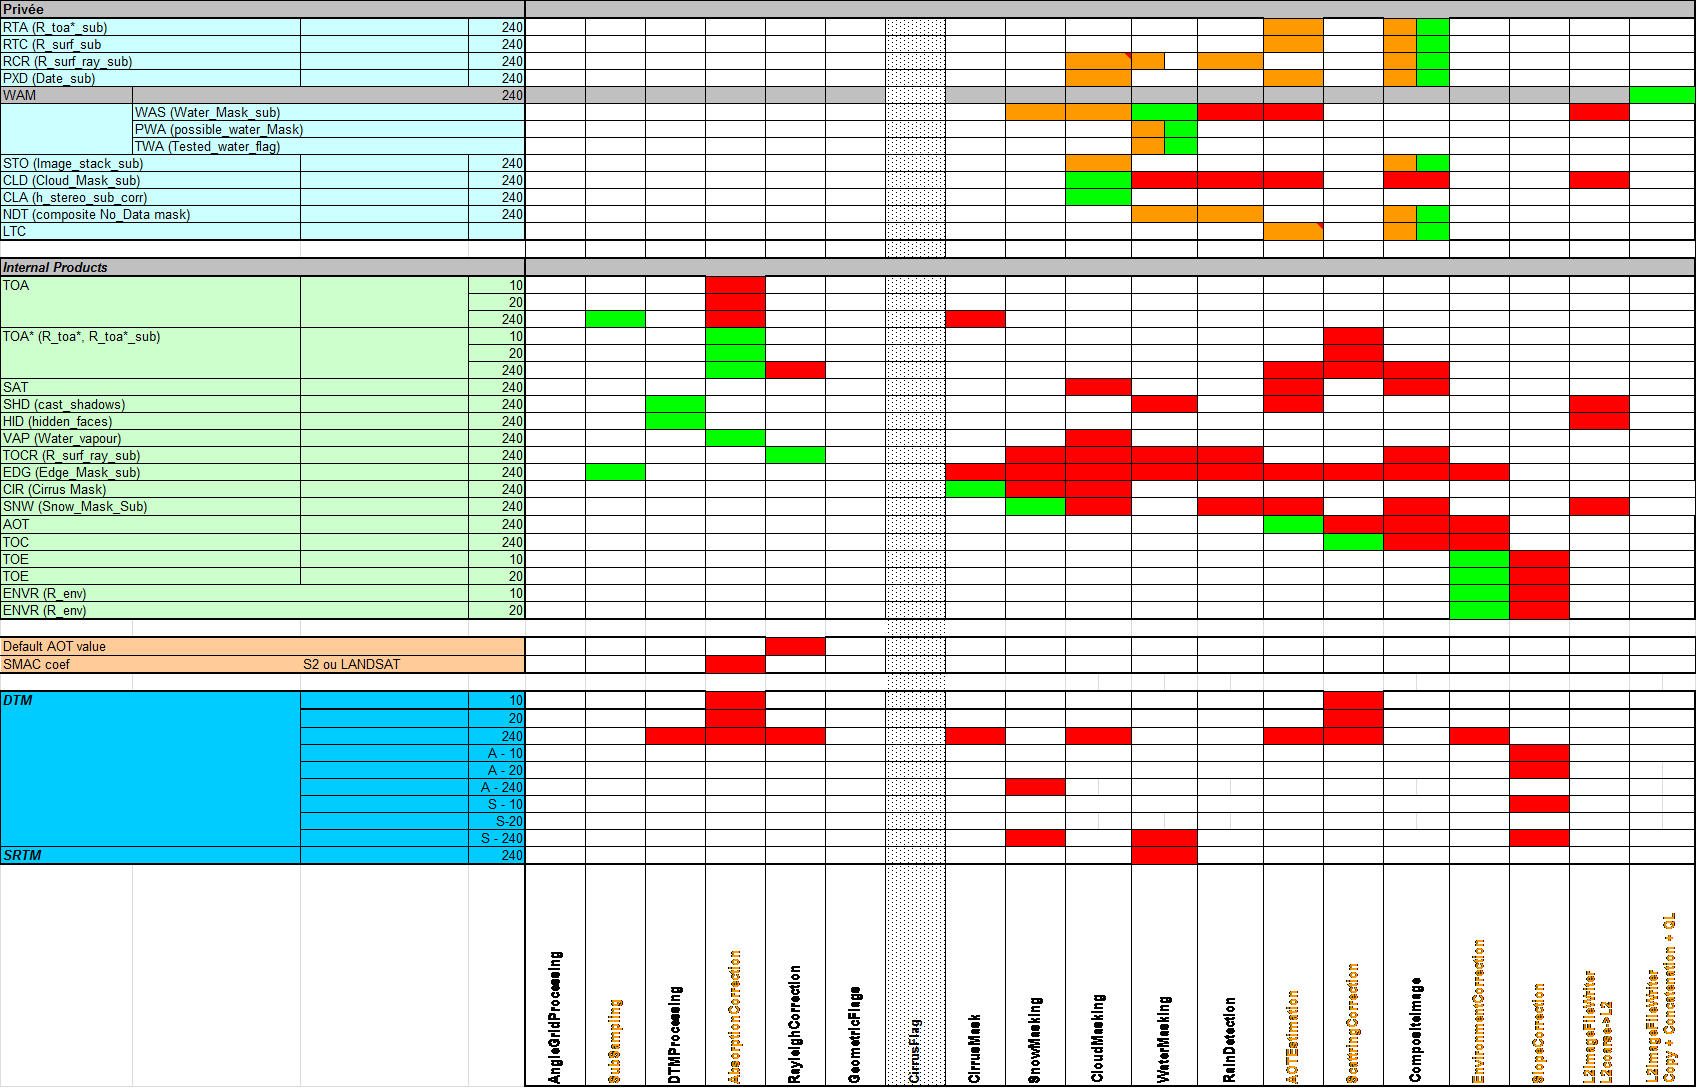 Privée
RTA (R_toa*_sub) 240
RTC (R_surf_sub 240
RCR (R_surf_ray_sub) 240
PXD (Date_sub) 240
WAM 240
WAS (Water_Mask_sub)
PWA (possible_water_Mask)
TWA (Tested_water_flag)
STO (Image_stack_sub) 240
CLD (Cloud_Mask_sub) 240
CLA (h_stereo_sub_corr) 240
NDT (composite No_Data mask) 240
LTC
Internal Products
TOA 10
20
240
TOA* (R_toa*, R_toa*_sub) 10
20
240
SAT 240
SHD (cast_shadows) 240
HID (hidden_faces) 240
VAP (Water_vapour) 240
TOCR (R_surf_ray_sub) 240
EDG (Edge_Mask_sub) 240
CIR (Cirrus Mask) 240
SNW (Snow_Mask_Sub) 240
AOT 240
TOC 240
TOE 10
TOE 20
ENVR (R_env) 10
ENVR (R_env) 20
Default AOT value
SMAC coef S2 ou LANDSAT
DTM 10
20
240
A - 10
A - 20
A - 240
S - 10
S-20
S - 240
SRTM 240
AngleGridProcessing
SubSampling
DTMProcessing
AbsorptionCorrection
RayleighCorrection
GeometricFlags
CirrusFlag
CirrusMask
SnowMasking
CloudMasking
WaterMasking
RainDetection
AOTEstimation
ScattringCorrection
CompositeImage
EnvironmentCorrection
SlopeCorrection
L2ImageFileWriter
L2coarse->L2
L2ImageFileWriter
Copy + Concatenation + QL